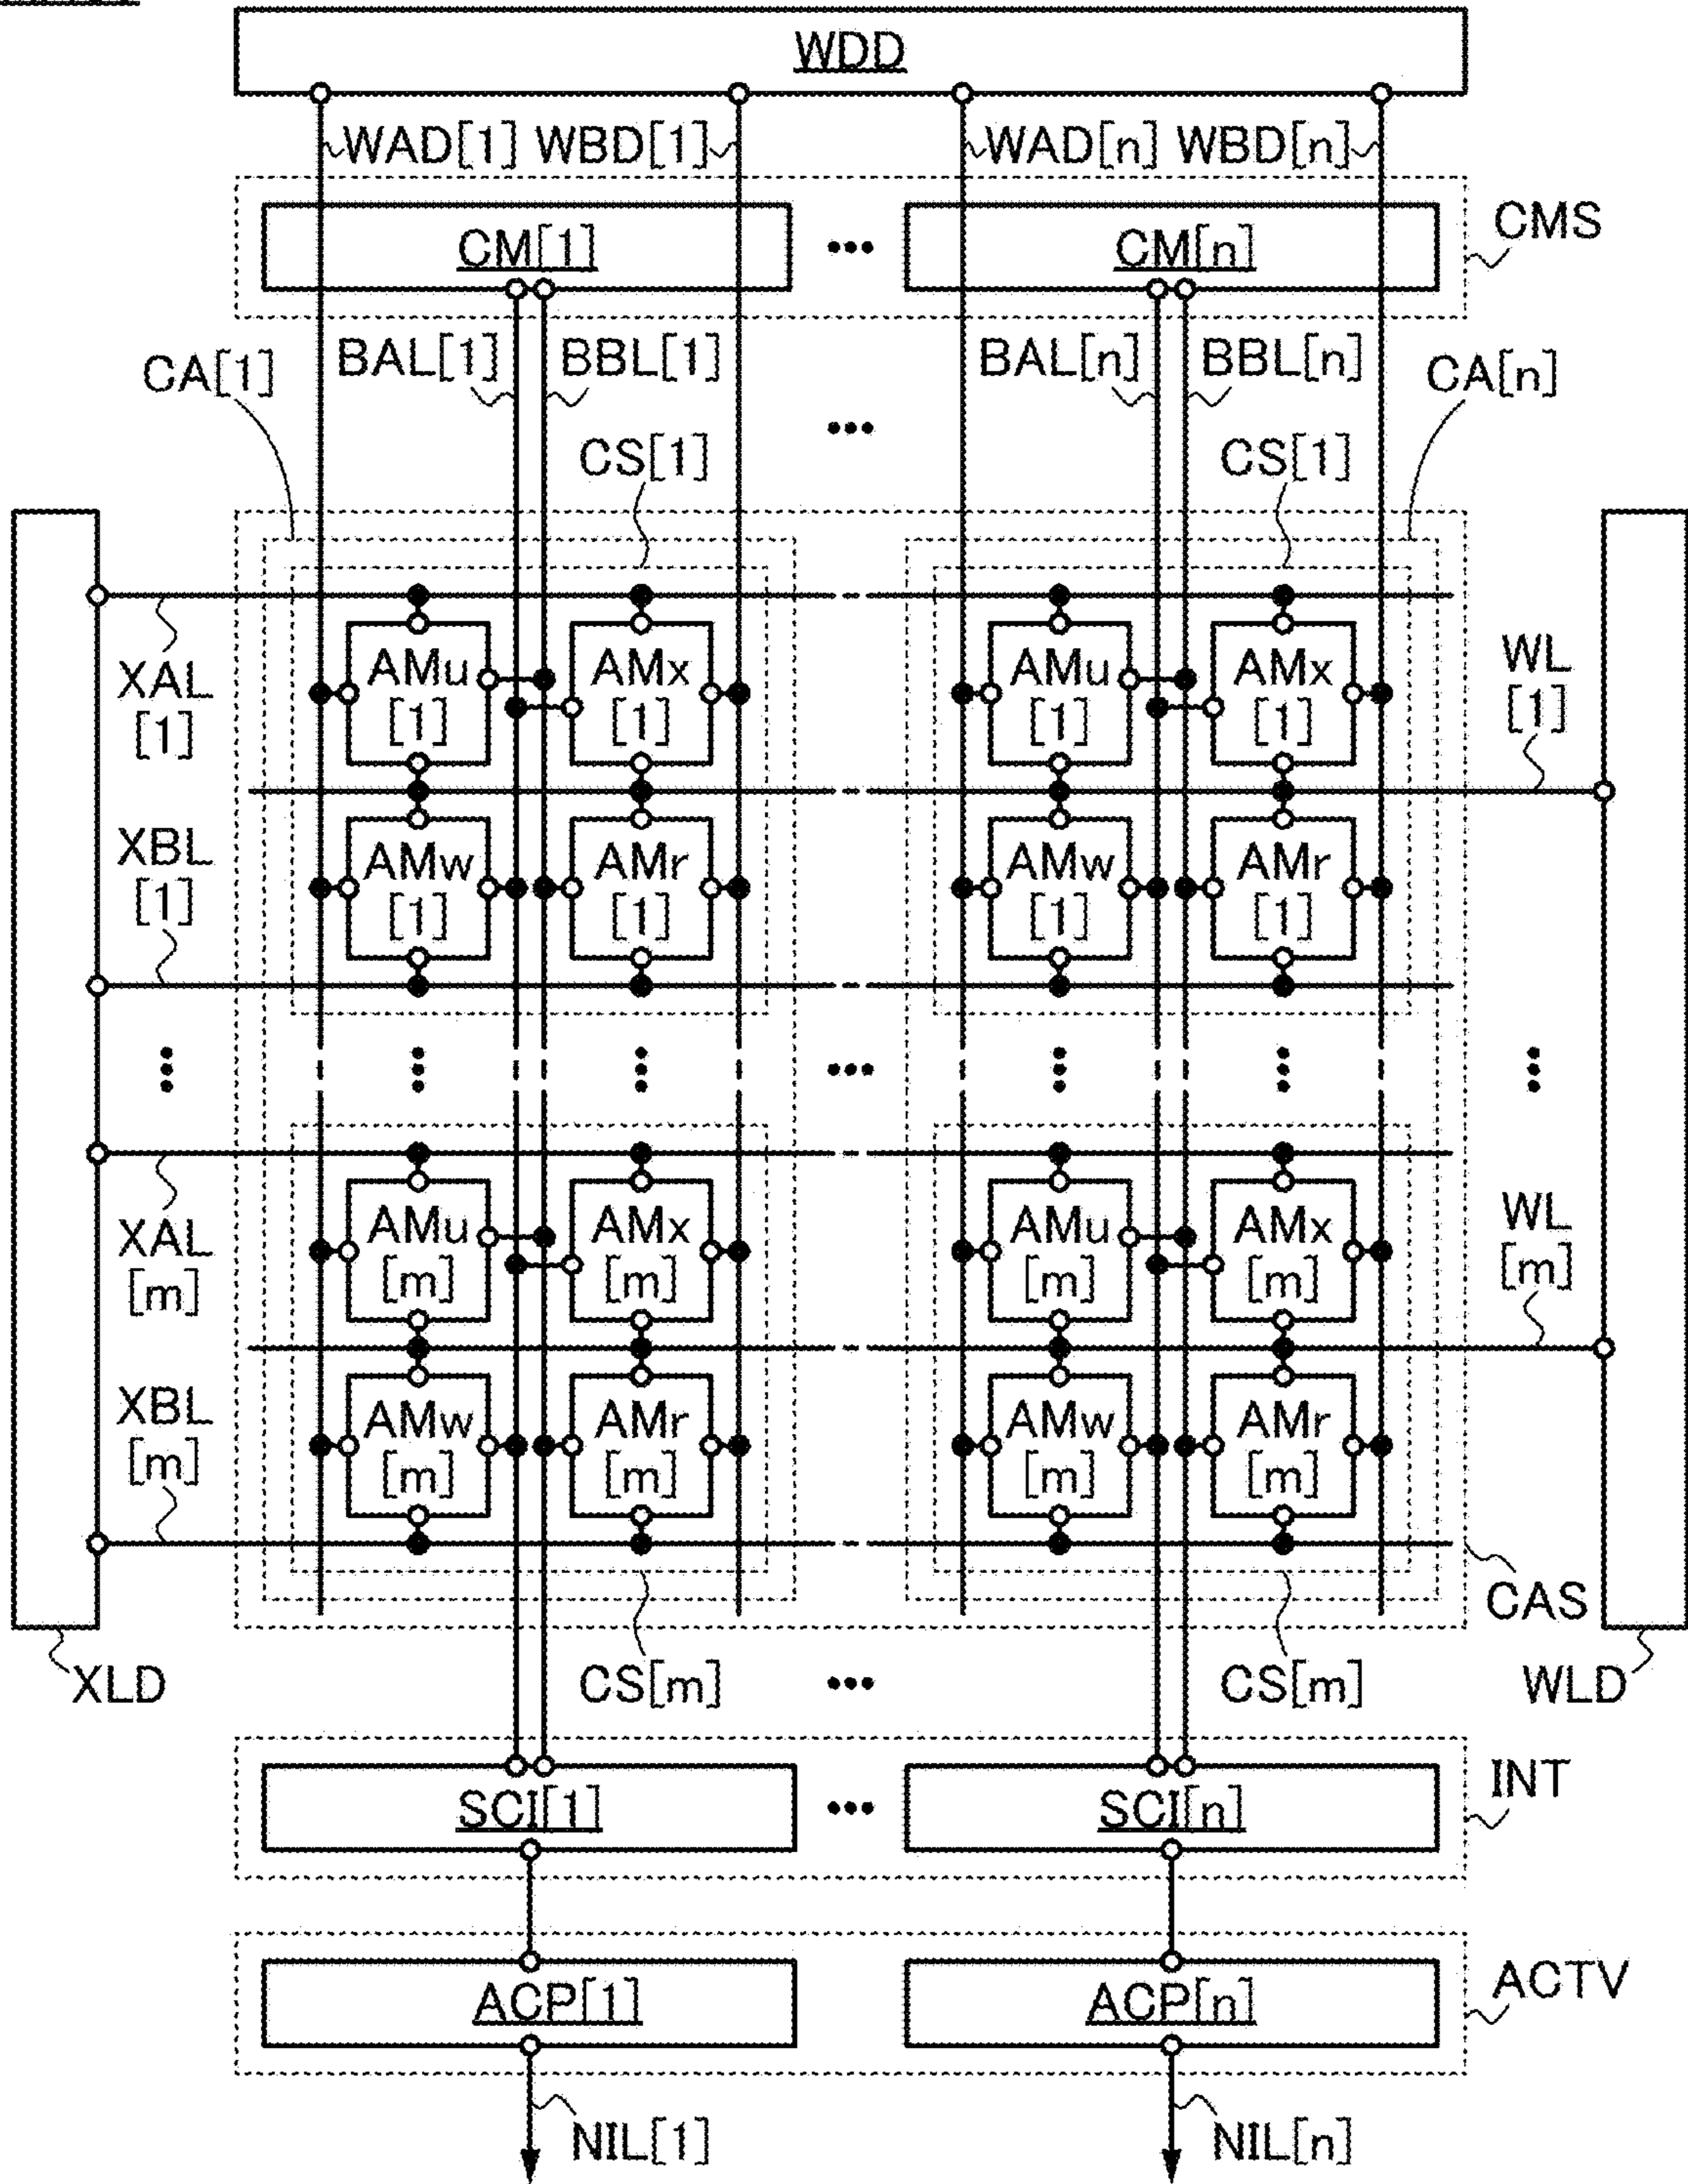 WDD
WAD[1] WBD[1] WAD[n] WBD[n]
CM[1] ••• CM[n] CMS
BAL[1] BBL[1] BAL[n] BBL[n]
CA[1] ••• CA[n]
CS[1] CS[1]
XAL AMu AMx AMu AMx WL
[1] [1] [1] [1] [1] [1]
XBL AMw AMr AMw AMr
[1] [1] [1] [1] [1]
XAL AMu AMx AMu AMx WL
[m] [m] [m] [m] [m] [m]
XBL AMw AMr AMw AMr
[m] [m] [m] [m] [m]
CAS
XLD CS[m] ••• CS[m] WLD
SCI[1] ••• SCI[n] INT
ACP[1] ACP[n] ACTV
NIL[1] NIL[n]